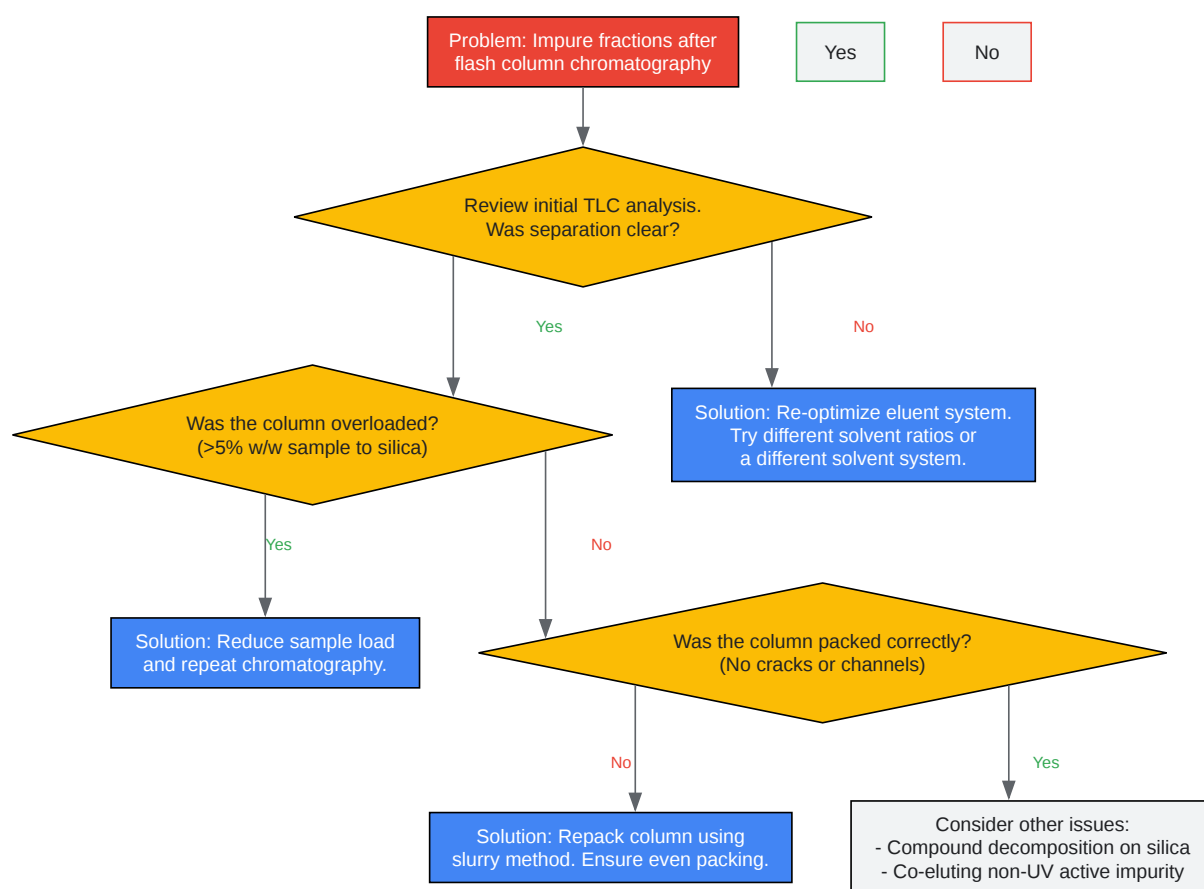 Problem: Impure fractions after
flash column chromatography
Yes
No
Review initial TLC analysis.
Was separation clear?
Yes
No
Was the column overloaded?
(>5% w/w sample to silica)
Solution: Re-optimize eluent system.
Try different solvent ratios or
a different solvent system.
Yes
No
Solution: Reduce sample load
and repeat chromatography.
Was the column packed correctly?
(No cracks or channels)
No
Yes
Solution: Repack column using
slurry method. Ensure even packing.
Consider other issues:
- Compound decomposition on silica
- Co-eluting non-UV active impurity